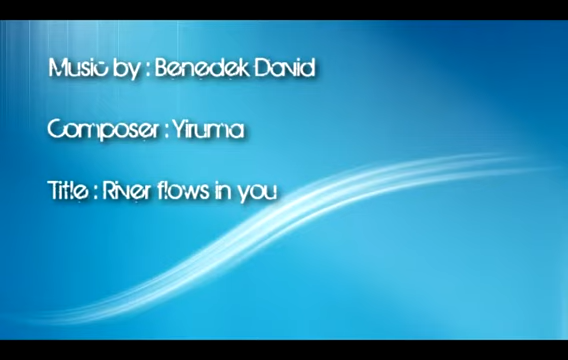 Music by : Benedek David
Composer : Yiruma
Title : River flows in you